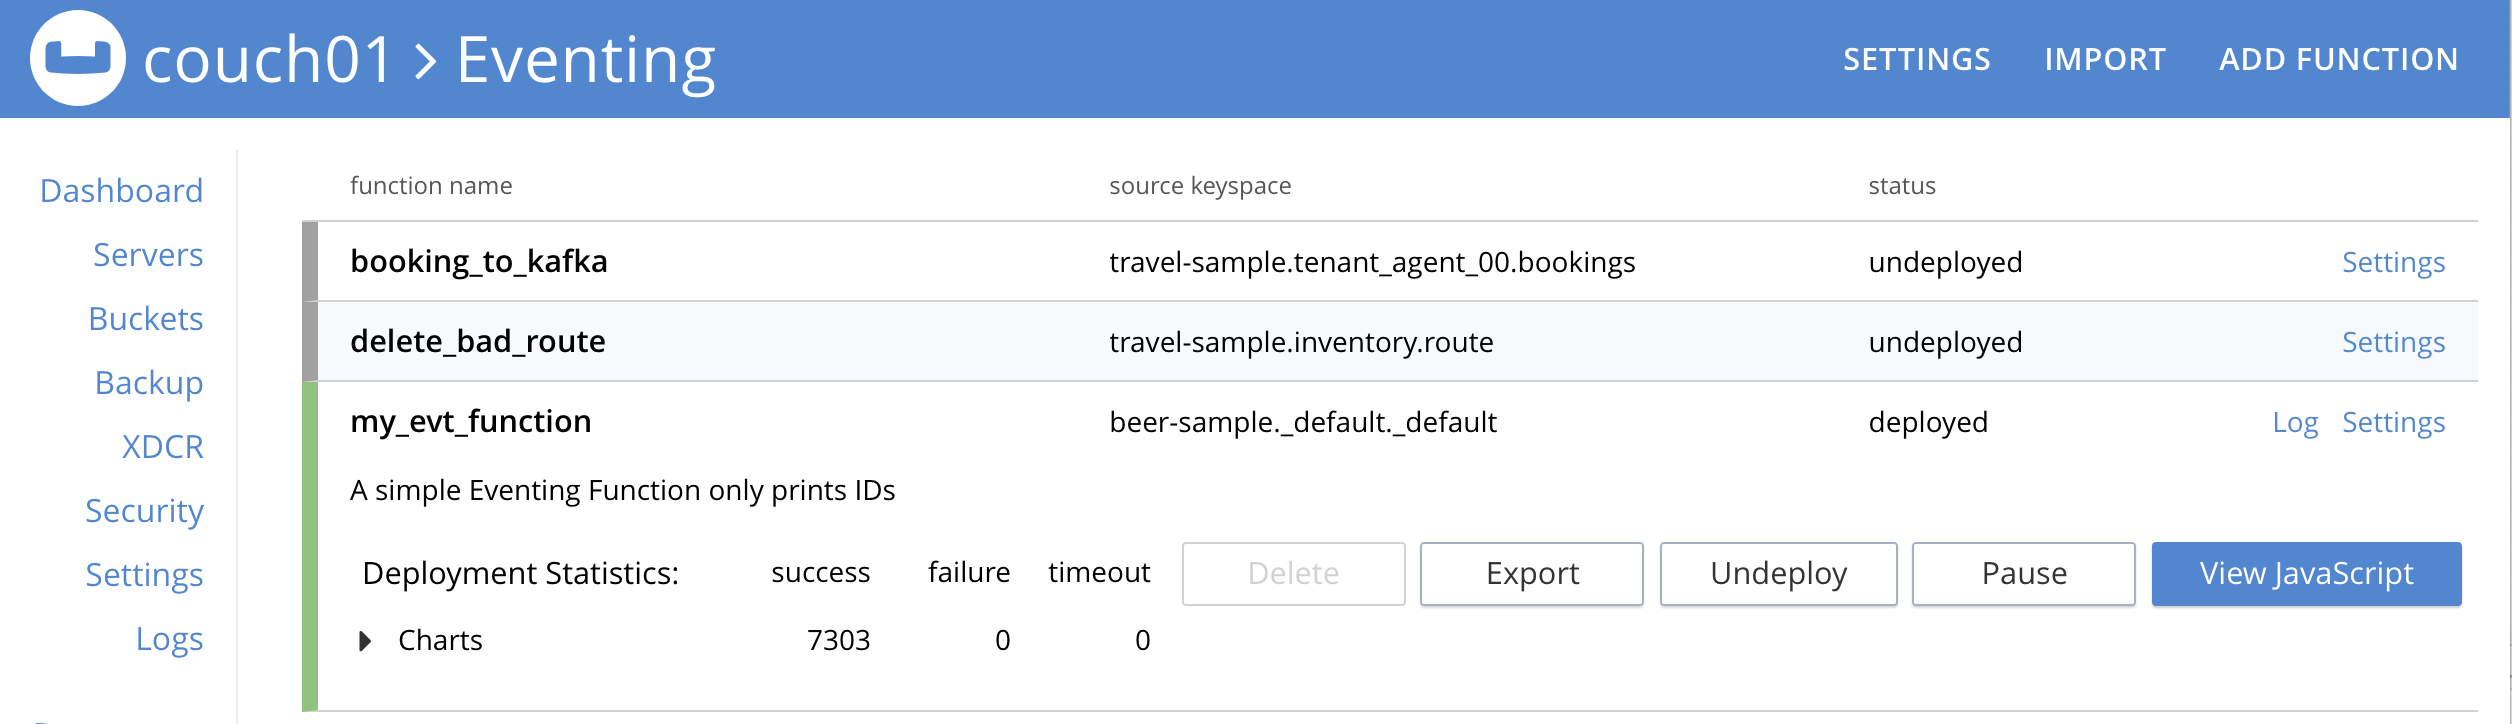 couch01 > Eventing
SETTINGS IMPORT ADD FUNCTION
Dashboard
Servers
Buckets
Backup
XDCR
Security
Settings
Logs
function name source keyspace status
booking_to_kafka travel-sample.tenant_agent_00.bookings undeployed Settings
delete_bad_route travel-sample.inventory.route undeployed Settings
my_evt_function beer-sample._default._default deployed Log Settings
A simple Eventing Function only prints IDs
Deployment Statistics: success failure timeout Delete Export Undeploy Pause View JavaScript
Charts 7303 0 0